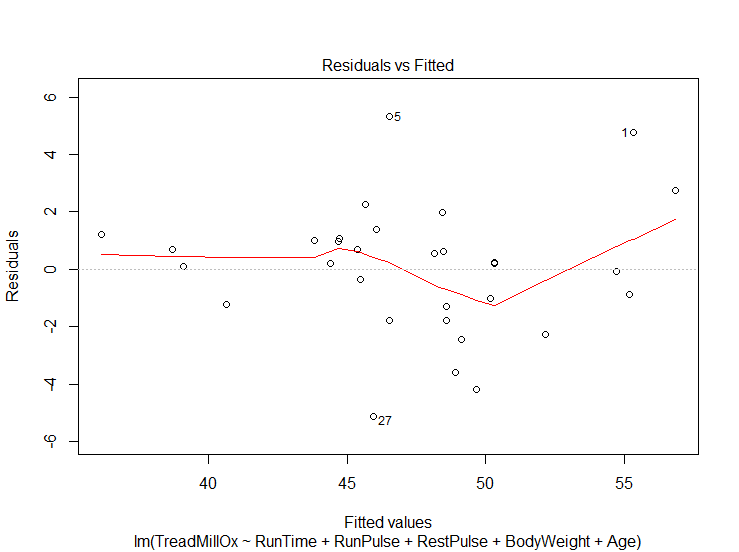 Residuals vs Fitted
6
4
2
0
-2
-4
-6
Residuals
5
1
27
40 45 50 55
Fitted values
lm(TreadMillOx ~ RunTime + RunPulse + RestPulse + BodyWeight + Age)